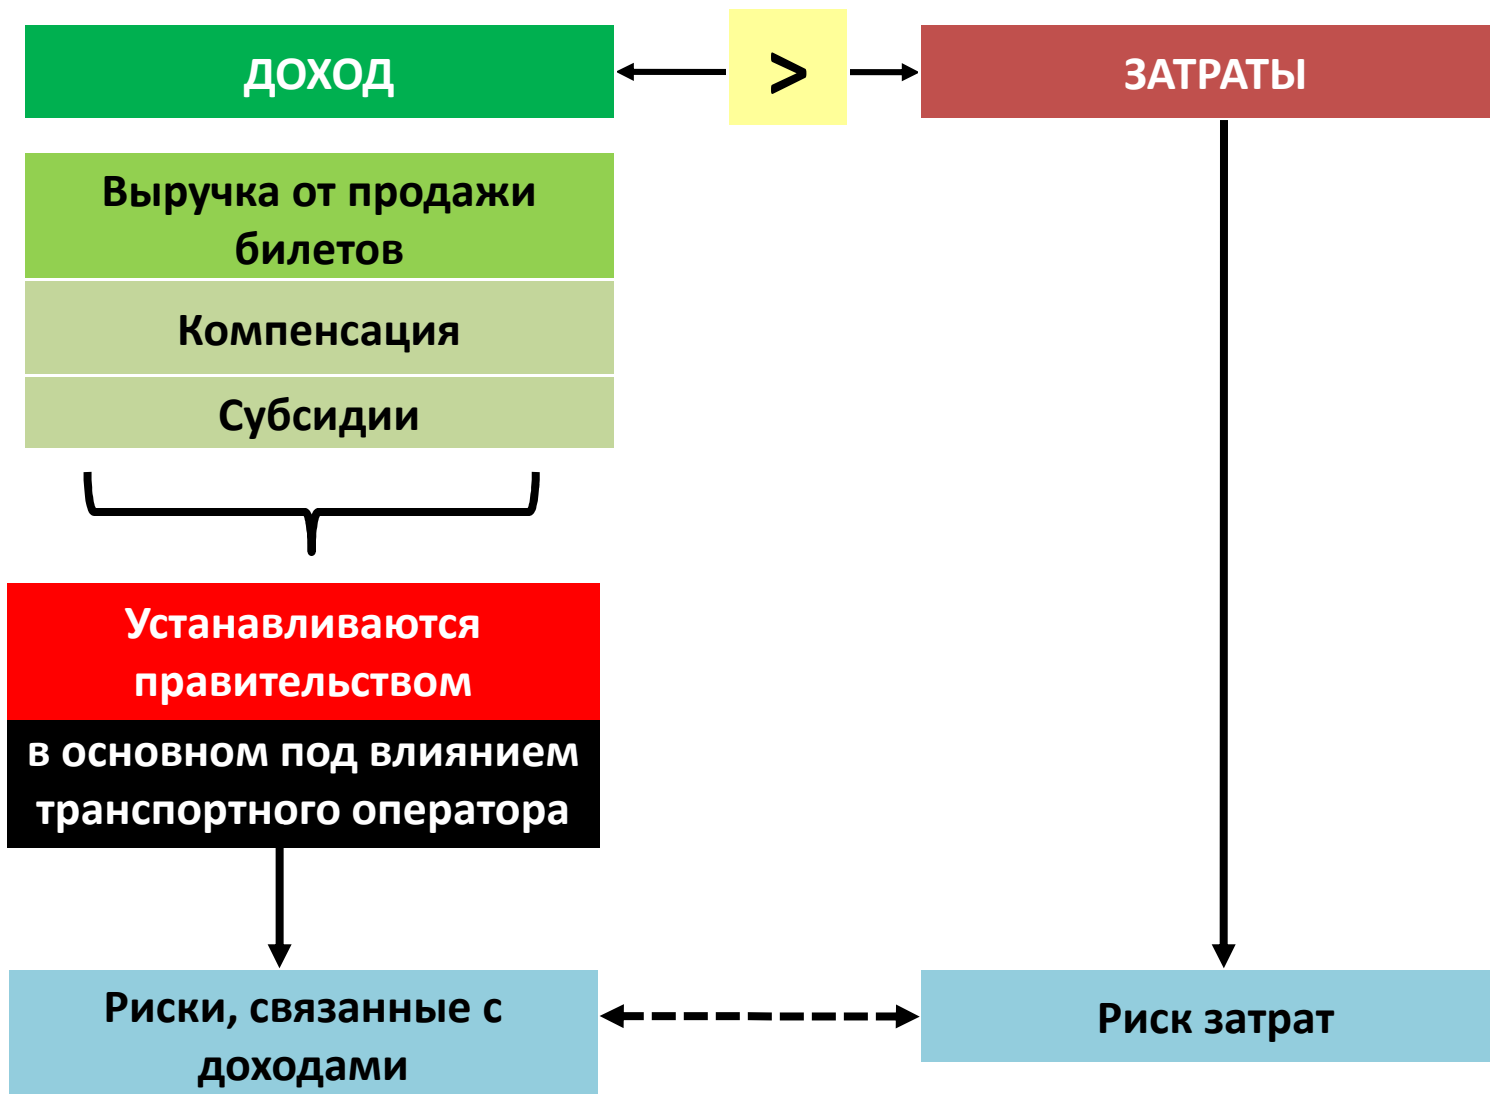 ДОХОД
>
ЗАТРАТЫ
Выручка от продажи
билетов
Компенсация
Субсидии
Устанавливаются
правительством
в основном под влиянием
транспортного оператора
Риски, связанные с
доходами
Риск затрат